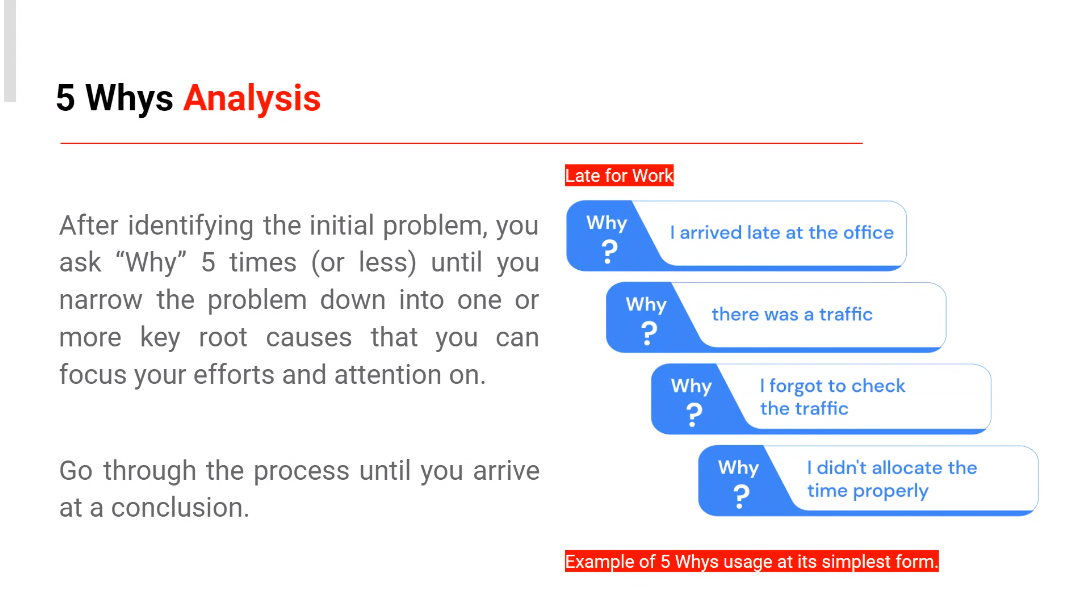 5 Whys Analysis
After identifying the initial problem, you
ask “Why” 5 times (or less) until you
narrow the problem down into one or
more key root causes that you can
focus your efforts and attention on.
Go through the process until you arrive
at a conclusion.
Late for Work
Why
?
I arrived late at the office
Why
?
there was a traffic
Why
?
I forgot to check
the traffic
Why
?
I didn't allocate the
time properly
Example of 5 Whys usage at its simplest form.